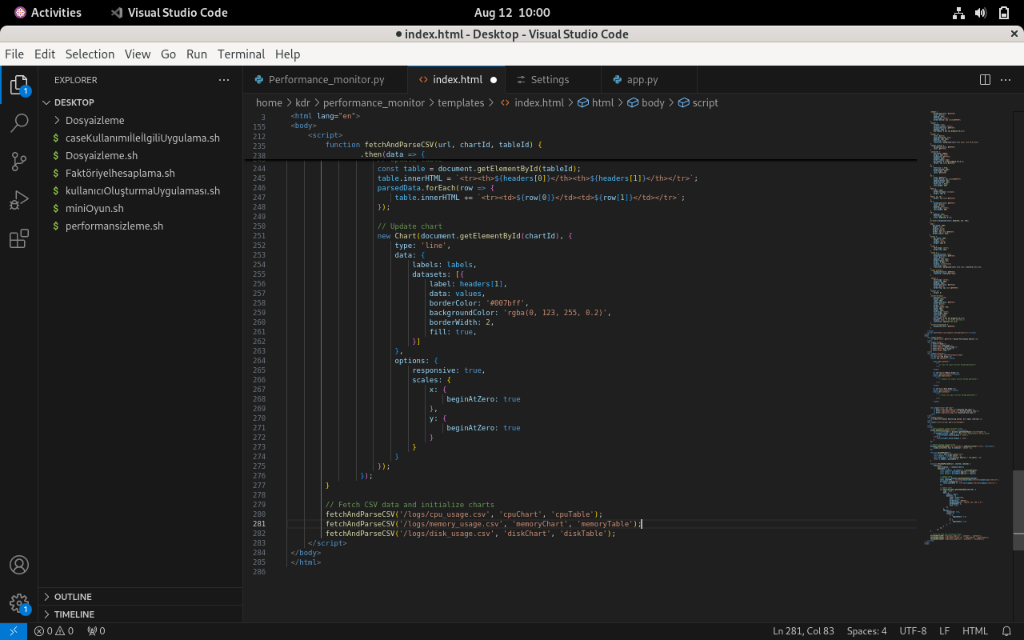 Activities
Visual Studio Code
Aug 12 10:00
● index.html - Desktop - Visual Studio Code
File Edit Selection View Go Run Terminal Help
EXPLORER
Performance_monitor.py
index.html
Settings
app.py
DESKTOP
home > kdr > performance_monitor > templates > index.html > html > body > script
Dosyaizleme
caseKullanımıIleIlgiliUygulama.sh
Dosyaizleme.sh
Faktöriyelhesaplama.sh
kullanıcıOluşturmaUygulaması.sh
miniOyun.sh
performansizleme.sh
3 <html lang="en">
155 <body>
212 <script>
235 function fetchAndParseCSV(url, chartId, tableId) {
238 .then(data => {
244 const table = document.getElementById(tableId);
245 table.innerHTML = `<tr><th>${headers[0]}</th><th>${headers[1]}</th></tr>`;
246 parsedData.forEach(row => {
247 table.innerHTML += `<tr><td>${row[0]}</td><td>${row[1]}</td></tr>`;
248 });
249
250 // Update chart
251 new Chart(document.getElementById(chartId), {
252 type: 'line',
253 data: {
254 labels: labels,
255 datasets: [{
256 label: headers[1],
257 data: values,
258 borderColor: '#007bff',
259 backgroundColor: 'rgba(0, 123, 255, 0.2)',
260 borderWidth: 2,
261 fill: true,
262 }]
263 },
264 options: {
265 responsive: true,
266 scales: {
267 x: {
268 beginAtZero: true
269 },
270 y: {
271 beginAtZero: true
272 }
273 }
274 }
275 });
276 });
277 }
278
279 // Fetch CSV data and initialize charts
280 fetchAndParseCSV('/logs/cpu_usage.csv', 'cpuChart', 'cpuTable');
281 fetchAndParseCSV('/logs/memory_usage.csv', 'memoryChart', 'memoryTable');
282 fetchAndParseCSV('/logs/disk_usage.csv', 'diskChart', 'diskTable');
283 </script>
284 </body>
285 </html>
286
OUTLINE
TIMELINE
1
1
0 0 0
Ln 281, Col 83 Spaces: 4 UTF-8 LF HTML